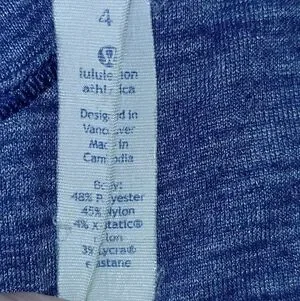 4
lululemon
athletica
Designed in
Vancouver
Made in
Cambodia
Body:
48% Polyester
45% Nylon
4% X-static®
Nylon
3% Lycra®
elastane